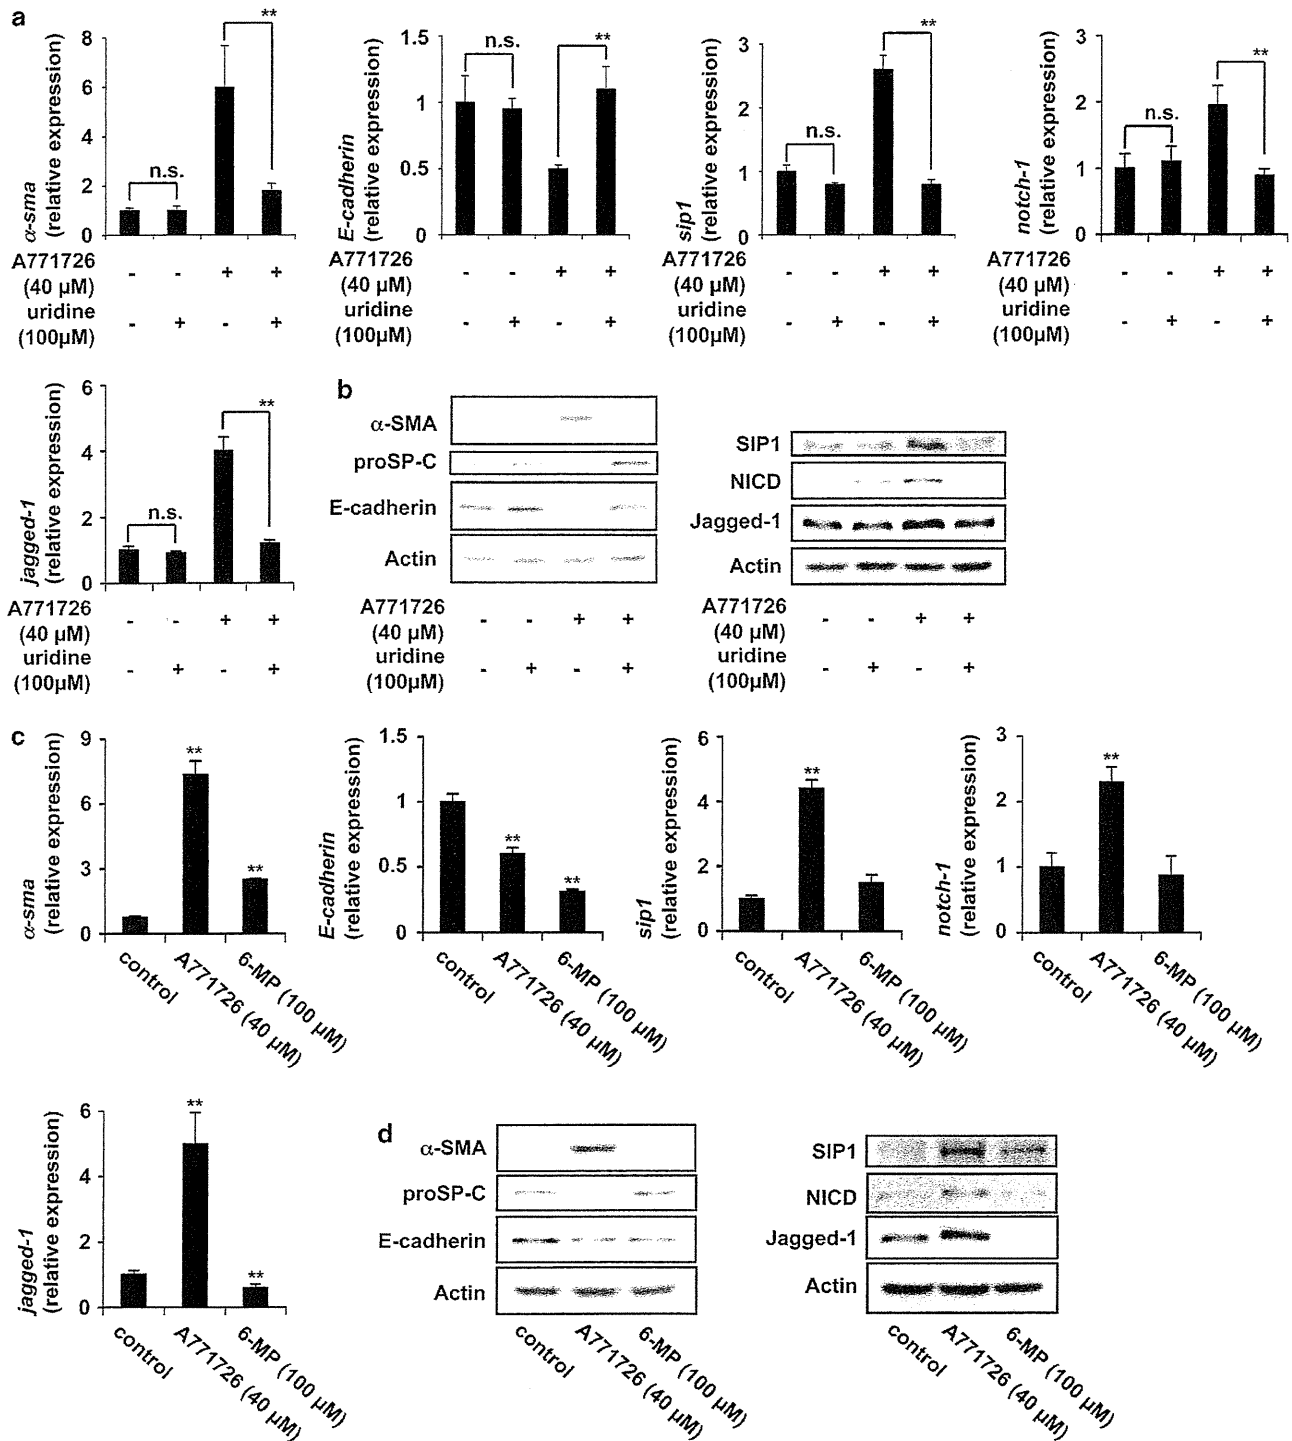 a
α-sma
(relative expression)
8
6
4
2
0
n.s.
**
A771726
(40 µM)
- - + +
uridine
(100µM)
- + - +
E-cadherin
(relative expression)
1.5
1
0.5
0
n.s.
**
A771726
(40 µM)
- - + +
uridine
(100µM)
- + - +
sip1
(relative expression)
3
2
1
0
n.s.
**
A771726
(40 µM)
- - + +
uridine
(100µM)
- + - +
notch-1
(relative expression)
3
2
1
0
n.s.
**
A771726
(40 µM)
- - + +
uridine
(100µM)
- + - +
jagged-1
(relative expression)
6
4
2
0
n.s.
**
A771726
(40 µM)
- - + +
uridine
(100µM)
- + - +
b
α-SMA
proSP-C
E-cadherin
Actin
A771726
(40 µM)
- - + +
uridine
(100µM)
- + - +
SIP1
NICD
Jagged-1
Actin
A771726
(40 µM)
- - + +
uridine
(100µM)
- + - +
c
α-sma
(relative expression)
9
6
3
0
**
**
control
A771726 (40 µM)
6-MP (100 µM)
E-cadherin
(relative expression)
1.5
1
0.5
0
**
**
control
A771726 (40 µM)
6-MP (100 µM)
sip1
(relative expression)
6
4
2
0
**
control
A771726 (40 µM)
6-MP (100 µM)
notch-1
(relative expression)
3
2
1
0
**
control
A771726 (40 µM)
6-MP (100 µM)
jagged-1
(relative expression)
6
4
2
0
**
**
control
A771726 (40 µM)
6-MP (100 µM)
d
α-SMA
proSP-C
E-cadherin
Actin
control
A771726 (40 µM)
6-MP (100 µM)
SIP1
NICD
Jagged-1
Actin
control
A771726 (40 µM)
6-MP (100 µM)